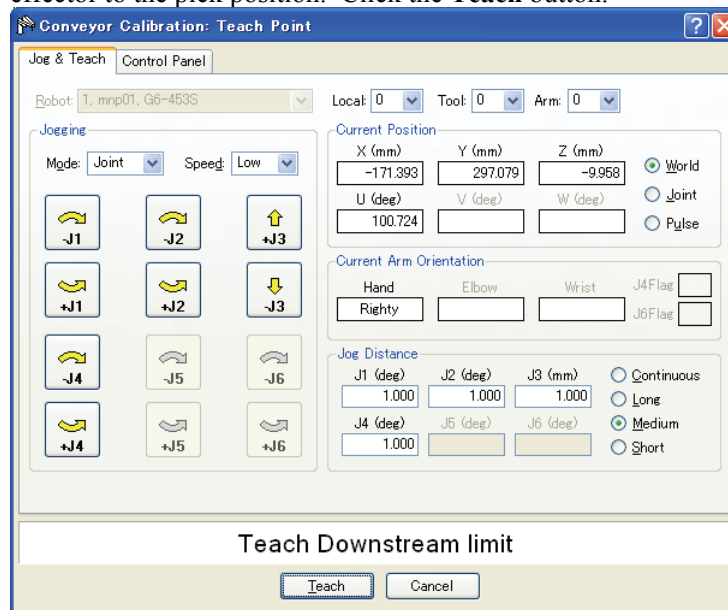 effector to the pick position. Click the Teach button.
Conveyor Calibration: Teach Point
Jog & Teach Control Panel
Robot: 1, mnp01, G6-453S Local: 0 Tool: 0 Arm: 0
Jogging
Mode: Joint Speed: Low
-J1 -J2 +J3
+J1 +J2 -J3
-J4 -J5 -J6
+J4 +J5 +J6
Current Position
X (mm) Y (mm) Z (mm)
-171.393 297.079 -9.958 World
U (deg) V (deg) W (deg) Joint
100.724 Pulse
Current Arm Orientation
Hand Elbow Wrist J4Flag
Righty J6Flag
Jog Distance
J1 (deg) J2 (deg) J3 (mm) Continuous
1.000 1.000 1.000 Long
J4 (deg) J5 (deg) J6 (deg) Medium
1.000 Short
Teach Downstream limit
Teach Cancel